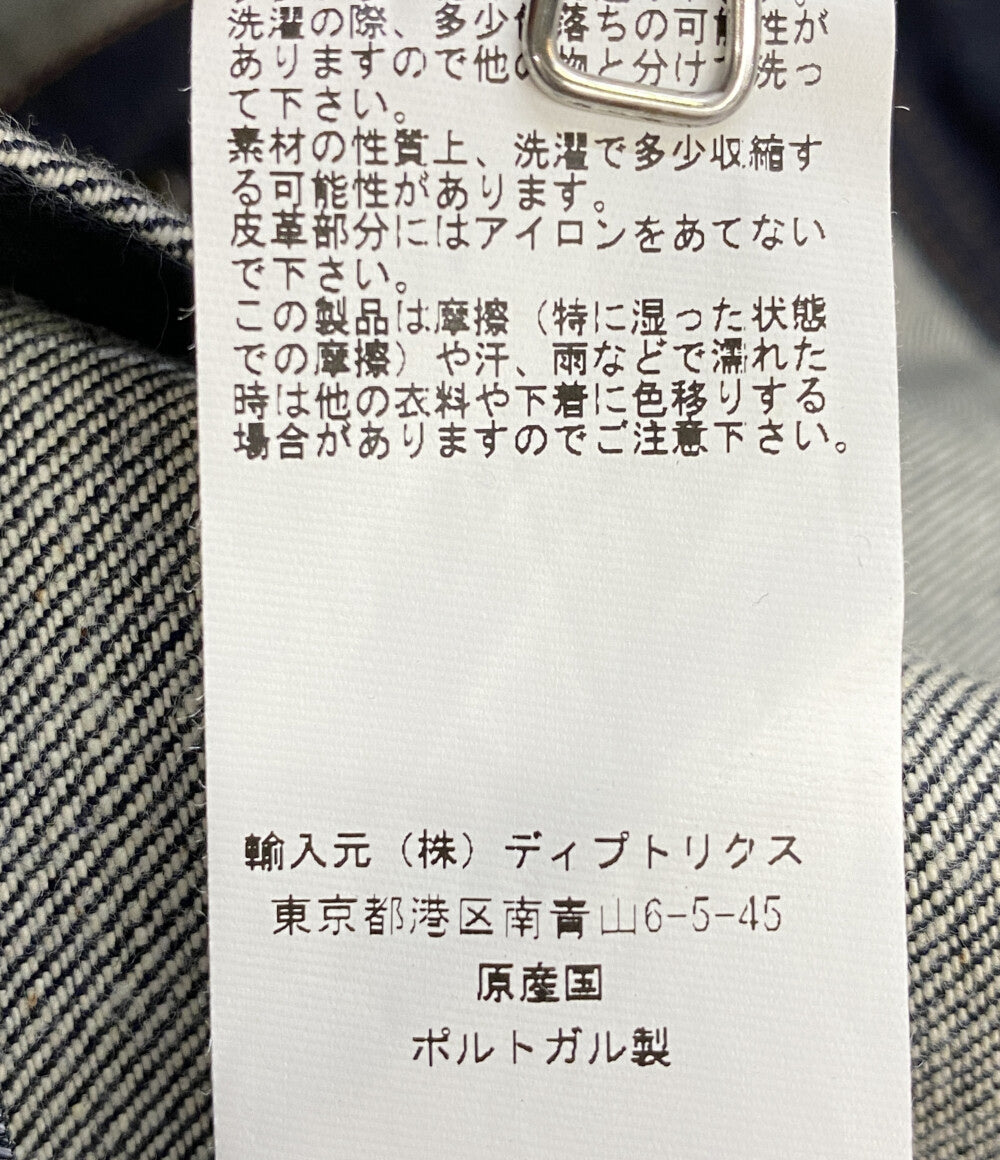 洗濯の際、多少 落ちの可 性が
ありますので他 物と分け 洗っ
て下さい。
素材の性質上、洗濯で多少収縮す
る可能性があります。
皮革部分にはアイロンをあてない
で下さい。
この製品は摩擦（特に湿った状態
での摩擦）や汗、雨などで濡れた
時は他の衣料や下着に色移りする
場合がありますのでご注意下さい。
輸入元（株）ディプトリクス
東京都港区南青山6-5-45
原産国
ポルトガル製